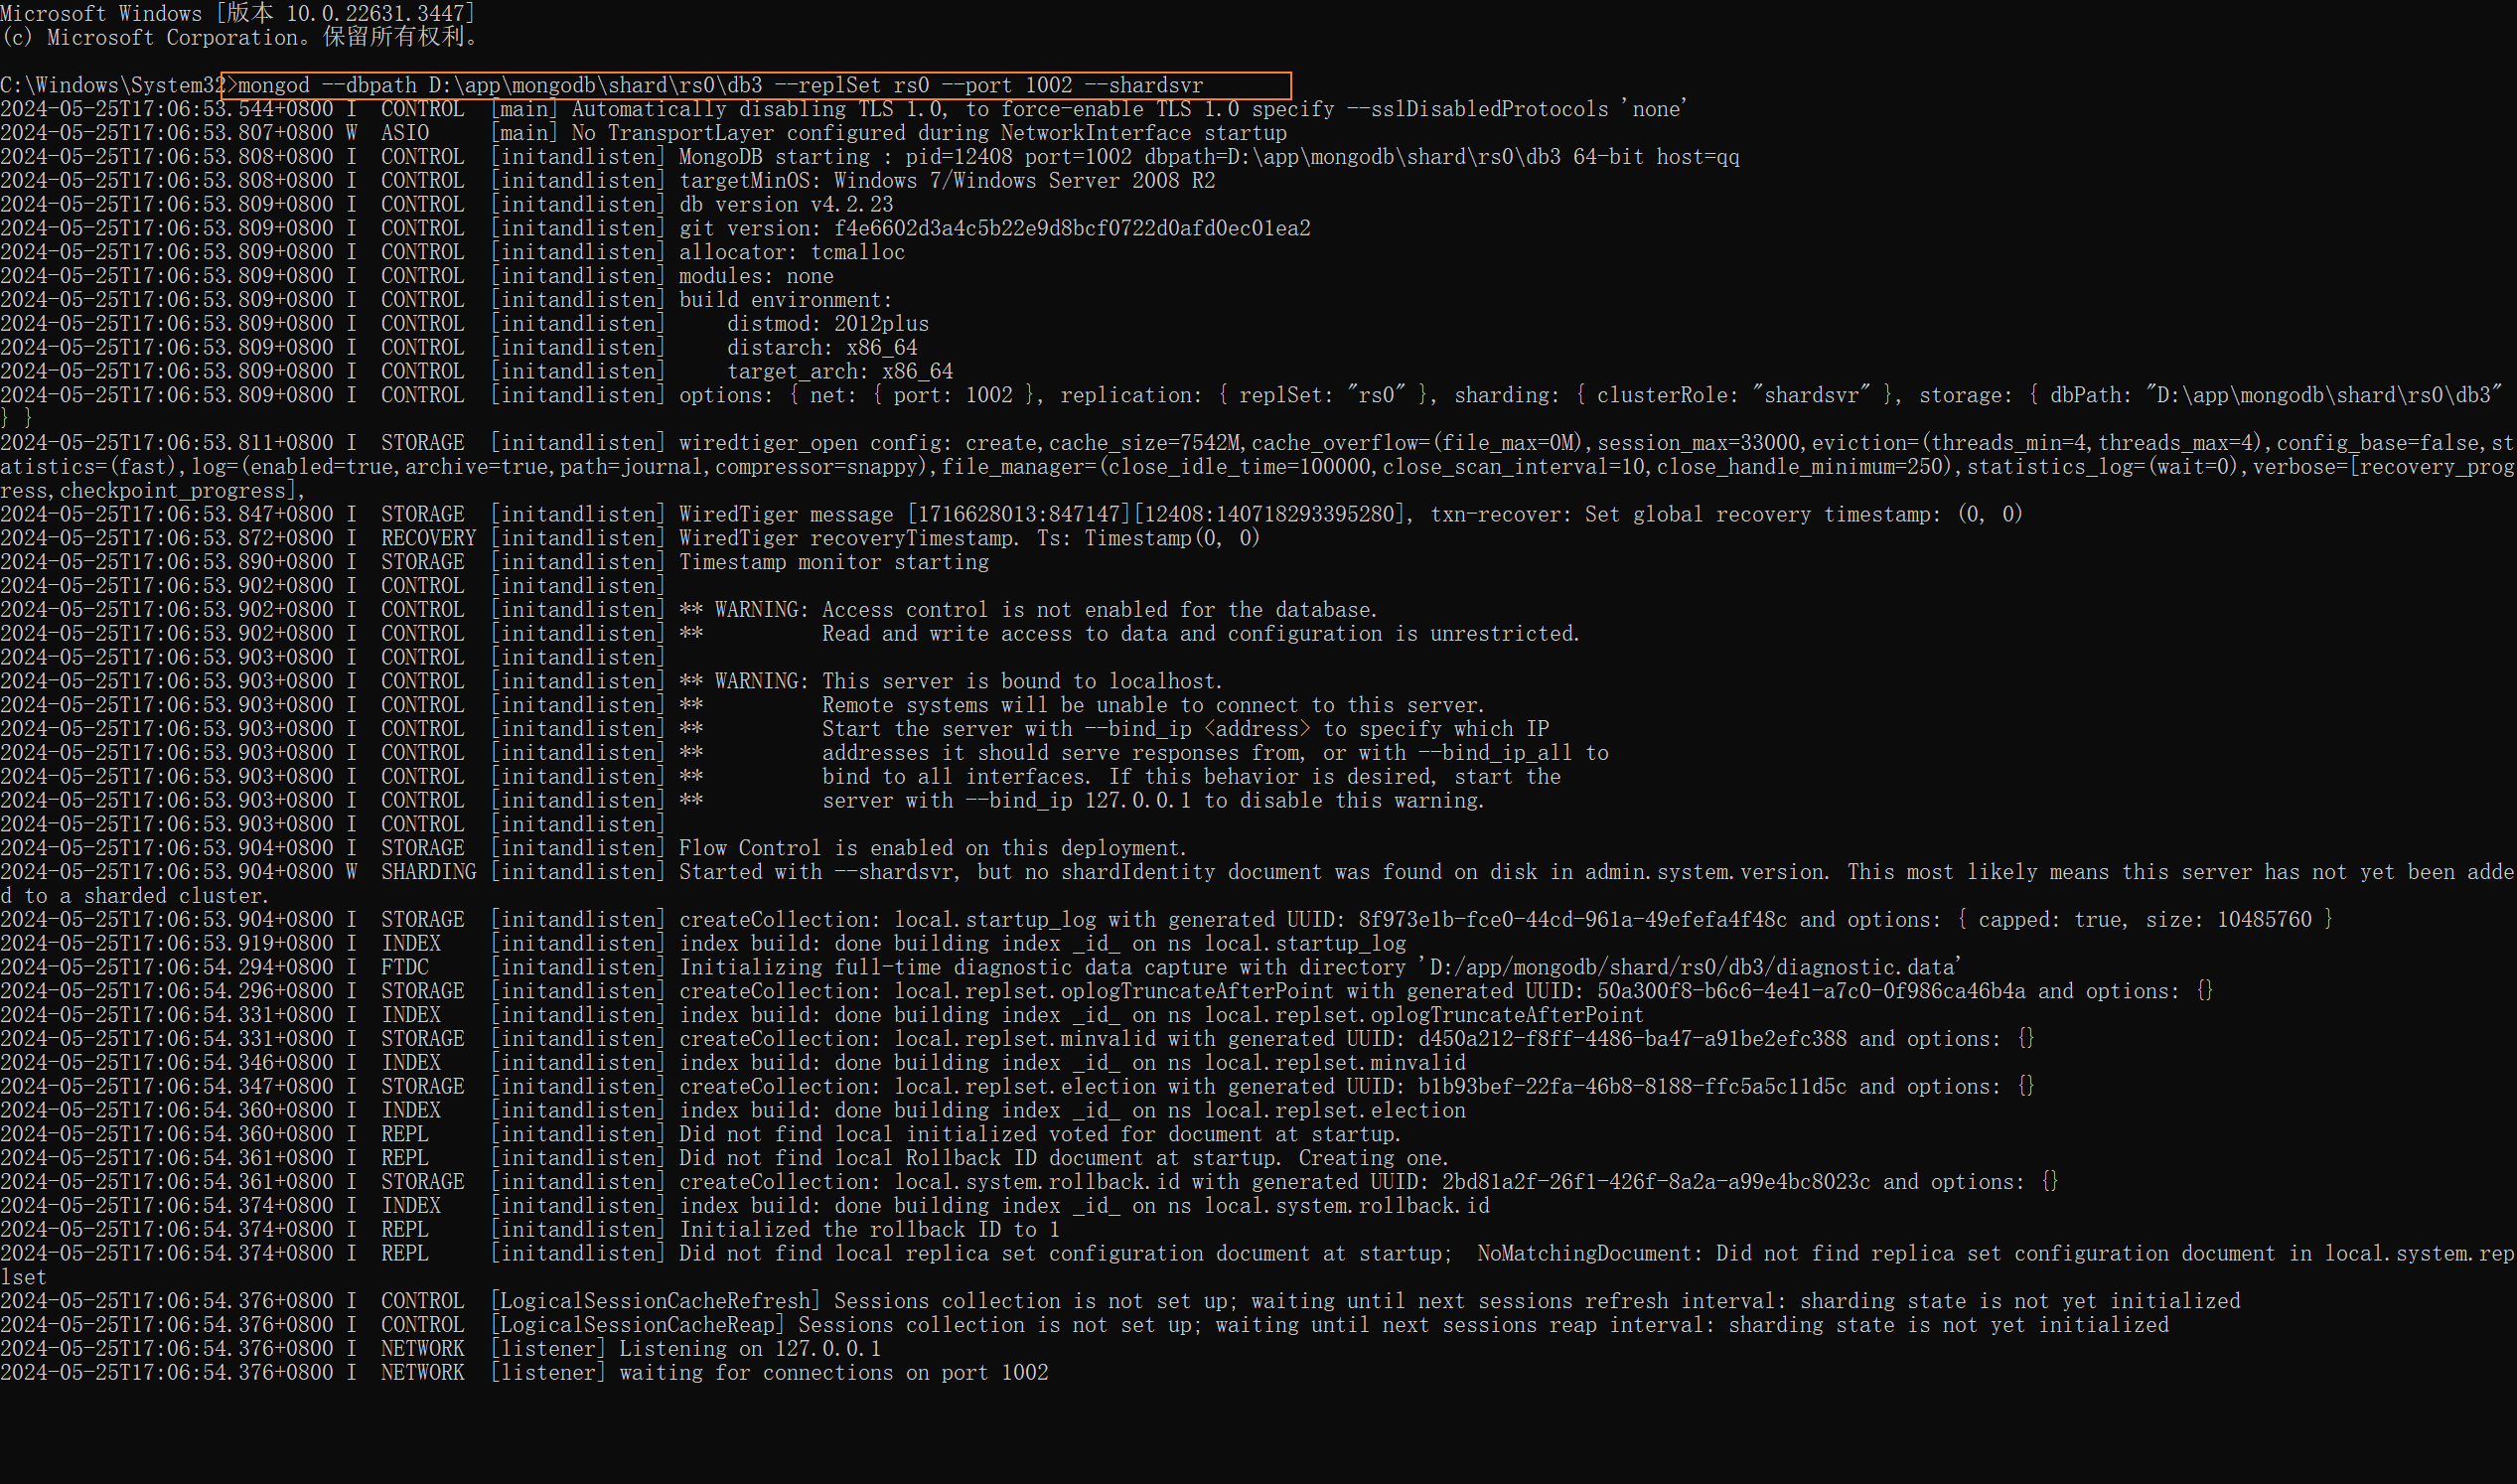 Microsoft Windows [版本 10.0.22631.3447]
(c) Microsoft Corporation。保留所有权利。
C:\Windows\System32>mongod --dbpath D:\app\mongodb\shard\rs0\db3 --replSet rs0 --port 1002 --shardsvr
2024-05-25T17:06:53.544+0800 I  CONTROL  [main] Automatically disabling TLS 1.0, to force-enable TLS 1.0 specify --sslDisabledProtocols 'none'
2024-05-25T17:06:53.807+0800 W  ASIO     [main] No TransportLayer configured during NetworkInterface startup
2024-05-25T17:06:53.808+0800 I  CONTROL  [initandlisten] MongoDB starting : pid=12408 port=1002 dbpath=D:\app\mongodb\shard\rs0\db3 64-bit host=qq
2024-05-25T17:06:53.808+0800 I  CONTROL  [initandlisten] targetMinOS: Windows 7/Windows Server 2008 R2
2024-05-25T17:06:53.809+0800 I  CONTROL  [initandlisten] db version v4.2.23
2024-05-25T17:06:53.809+0800 I  CONTROL  [initandlisten] git version: f4e6602d3a4c5b22e9d8bcf0722d0afd0ec01ea2
2024-05-25T17:06:53.809+0800 I  CONTROL  [initandlisten] allocator: tcmalloc
2024-05-25T17:06:53.809+0800 I  CONTROL  [initandlisten] modules: none
2024-05-25T17:06:53.809+0800 I  CONTROL  [initandlisten] build environment:
2024-05-25T17:06:53.809+0800 I  CONTROL  [initandlisten]     distmod: 2012plus
2024-05-25T17:06:53.809+0800 I  CONTROL  [initandlisten]     distarch: x86_64
2024-05-25T17:06:53.809+0800 I  CONTROL  [initandlisten]     target_arch: x86_64
2024-05-25T17:06:53.809+0800 I  CONTROL  [initandlisten] options: { net: { port: 1002 }, replication: { replSet: "rs0" }, sharding: { clusterRole: "shardsvr" }, storage: { dbPath: "D:\app\mongodb\shard\rs0\db3"
} }
2024-05-25T17:06:53.811+0800 I  STORAGE  [initandlisten] wiredtiger_open config: create,cache_size=7542M,cache_overflow=(file_max=0M),session_max=33000,eviction=(threads_min=4,threads_max=4),config_base=false,st
atistics=(fast),log=(enabled=true,archive=true,path=journal,compressor=snappy),file_manager=(close_idle_time=100000,close_scan_interval=10,close_handle_minimum=250),statistics_log=(wait=0),verbose=[recovery_prog
ress,checkpoint_progress],
2024-05-25T17:06:53.847+0800 I  STORAGE  [initandlisten] WiredTiger message [1716628013:847147][12408:140718293395280], txn-recover: Set global recovery timestamp: (0, 0)
2024-05-25T17:06:53.872+0800 I  RECOVERY [initandlisten] WiredTiger recoveryTimestamp. Ts: Timestamp(0, 0)
2024-05-25T17:06:53.890+0800 I  STORAGE  [initandlisten] Timestamp monitor starting
2024-05-25T17:06:53.902+0800 I  CONTROL  [initandlisten]
2024-05-25T17:06:53.902+0800 I  CONTROL  [initandlisten] ** WARNING: Access control is not enabled for the database.
2024-05-25T17:06:53.902+0800 I  CONTROL  [initandlisten] **          Read and write access to data and configuration is unrestricted.
2024-05-25T17:06:53.903+0800 I  CONTROL  [initandlisten]
2024-05-25T17:06:53.903+0800 I  CONTROL  [initandlisten] ** WARNING: This server is bound to localhost.
2024-05-25T17:06:53.903+0800 I  CONTROL  [initandlisten] **          Remote systems will be unable to connect to this server.
2024-05-25T17:06:53.903+0800 I  CONTROL  [initandlisten] **          Start the server with --bind_ip <address> to specify which IP
2024-05-25T17:06:53.903+0800 I  CONTROL  [initandlisten] **          addresses it should serve responses from, or with --bind_ip_all to
2024-05-25T17:06:53.903+0800 I  CONTROL  [initandlisten] **          bind to all interfaces. If this behavior is desired, start the
2024-05-25T17:06:53.903+0800 I  CONTROL  [initandlisten] **          server with --bind_ip 127.0.0.1 to disable this warning.
2024-05-25T17:06:53.903+0800 I  CONTROL  [initandlisten]
2024-05-25T17:06:53.904+0800 I  STORAGE  [initandlisten] Flow Control is enabled on this deployment.
2024-05-25T17:06:53.904+0800 W  SHARDING [initandlisten] Started with --shardsvr, but no shardIdentity document was found on disk in admin.system.version. This most likely means this server has not yet been adde
d to a sharded cluster.
2024-05-25T17:06:53.904+0800 I  STORAGE  [initandlisten] createCollection: local.startup_log with generated UUID: 8f973e1b-fce0-44cd-961a-49efefa4f48c and options: { capped: true, size: 10485760 }
2024-05-25T17:06:53.919+0800 I  INDEX    [initandlisten] index build: done building index _id_ on ns local.startup_log
2024-05-25T17:06:54.294+0800 I  FTDC     [initandlisten] Initializing full-time diagnostic data capture with directory 'D:/app/mongodb/shard/rs0/db3/diagnostic.data'
2024-05-25T17:06:54.296+0800 I  STORAGE  [initandlisten] createCollection: local.replset.oplogTruncateAfterPoint with generated UUID: 50a300f8-b6c6-4e41-a7c0-0f986ca46b4a and options: {}
2024-05-25T17:06:54.331+0800 I  INDEX    [initandlisten] index build: done building index _id_ on ns local.replset.oplogTruncateAfterPoint
2024-05-25T17:06:54.331+0800 I  STORAGE  [initandlisten] createCollection: local.replset.minvalid with generated UUID: d450a212-f8ff-4486-ba47-a91be2efc388 and options: {}
2024-05-25T17:06:54.346+0800 I  INDEX    [initandlisten] index build: done building index _id_ on ns local.replset.minvalid
2024-05-25T17:06:54.347+0800 I  STORAGE  [initandlisten] createCollection: local.replset.election with generated UUID: b1b93bef-22fa-46b8-8188-ffc5a5c11d5c and options: {}
2024-05-25T17:06:54.360+0800 I  INDEX    [initandlisten] index build: done building index _id_ on ns local.replset.election
2024-05-25T17:06:54.360+0800 I  REPL     [initandlisten] Did not find local initialized voted for document at startup.
2024-05-25T17:06:54.361+0800 I  REPL     [initandlisten] Did not find local Rollback ID document at startup. Creating one.
2024-05-25T17:06:54.361+0800 I  STORAGE  [initandlisten] createCollection: local.system.rollback.id with generated UUID: 2bd81a2f-26f1-426f-8a2a-a99e4bc8023c and options: {}
2024-05-25T17:06:54.374+0800 I  INDEX    [initandlisten] index build: done building index _id_ on ns local.system.rollback.id
2024-05-25T17:06:54.374+0800 I  REPL     [initandlisten] Initialized the rollback ID to 1
2024-05-25T17:06:54.374+0800 I  REPL     [initandlisten] Did not find local replica set configuration document at startup;  NoMatchingDocument: Did not find replica set configuration document in local.system.rep
lset
2024-05-25T17:06:54.376+0800 I  CONTROL  [LogicalSessionCacheRefresh] Sessions collection is not set up; waiting until next sessions refresh interval: sharding state is not yet initialized
2024-05-25T17:06:54.376+0800 I  CONTROL  [LogicalSessionCacheReap] Sessions collection is not set up; waiting until next sessions reap interval: sharding state is not yet initialized
2024-05-25T17:06:54.376+0800 I  NETWORK  [listener] Listening on 127.0.0.1
2024-05-25T17:06:54.376+0800 I  NETWORK  [listener] waiting for connections on port 1002